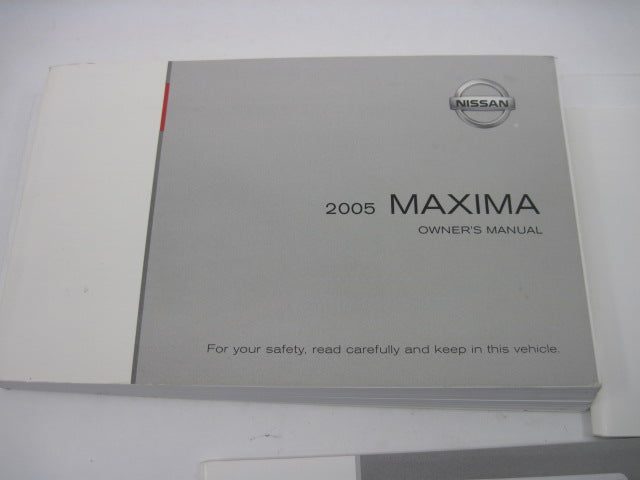 NISSAN
2005 MAXIMA
OWNER'S MANUAL
For your safety, read carefully and keep in this vehicle.